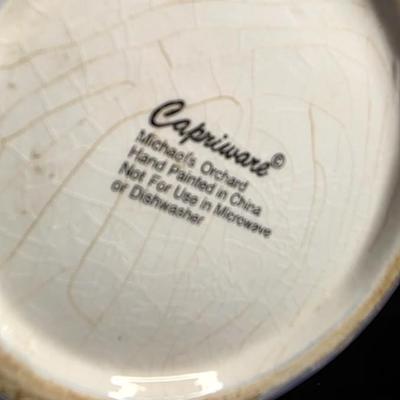 Capriware©
Michael's Orchard
Hand Painted in China
Not For Use in Microwave
or Dishwasher